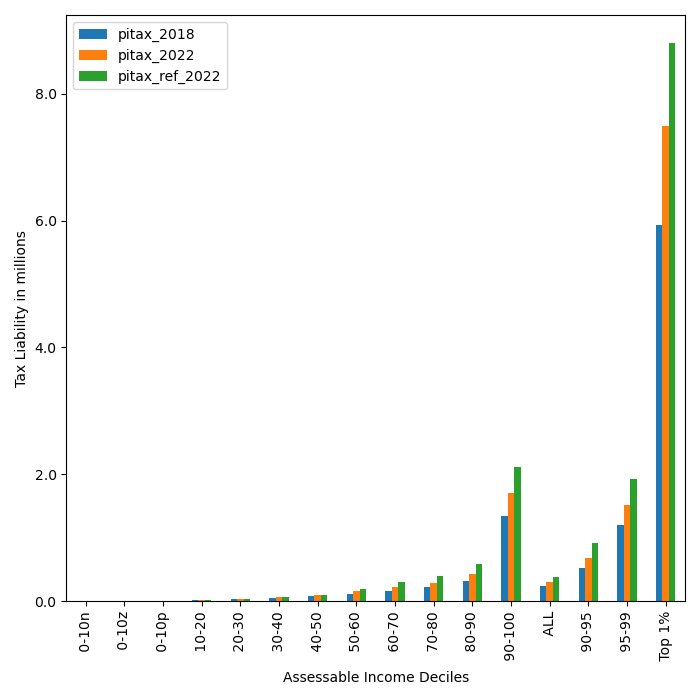 pitax_2018
pitax_2022
pitax_ref_2022
8.0
6.0
4.0
2.0
0.0
Tax Liability in millions
0-10n
0-10z
0-10p
10-20
20-30
30-40
40-50
50-60
60-70
70-80
80-90
90-100
ALL
90-95
95-99
Top 1%
Assessable Income Deciles